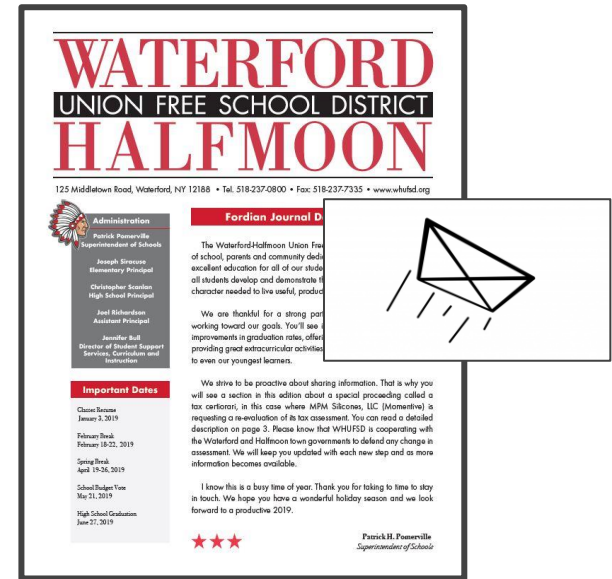 WATERFORD
UNION FREE SCHOOL DISTRICT
HALFMOON
125 Middletown Road, Waterford, NY 12188 • Tel. 518-237-0800 • Fax: 518-237-7335 • www.whufsd.org
Administration
Patrick Pomerville
Superintendent of Schools
Joseph Siracuse
Elementary Principal
Christopher Scanlan
High School Principal
Joel Richardson
Assistant Principal
Jennifer Bull
Director of Student Support
Services, Curriculum and
Instruction
Important Dates
Classes Resume
January 3, 2019
February Break
February 18-22, 2019
Spring Break
April 19-26, 2019
School Budget Vote
May 21, 2019
High School Graduation
June 27, 2019
Fordian Journal
The Waterford-Halfmoon Union
of school, parents and community
excellent education for all of our
all students develop and demonstrate
character needed to live useful,
We are thankful for a strong
working toward our goals. You'll see
improvements in graduation rates,
providing great extracurricular activities
to even our youngest learners.
We strive to be proactive about sharing information. That is why you
will see a section in this edition about a special proceeding called a
tax certiorari, in this case where MPM Silicones, LLC (Momentive) is
requesting a re-evaluation of its tax assessment. You can read a detailed
description on page 3. Please know that WHUFSD is cooperating with
the Waterford and Halfmoon town governments to defend any change in
assessment. We will keep you updated with each new step and as more
information becomes available.
I know this is a busy time of year. Thank you for taking to time to stay
in touch. We hope you have a wonderful holiday season and we look
forward to a productive 2019.
Patrick H. Pomerville
Superintendent of Schools